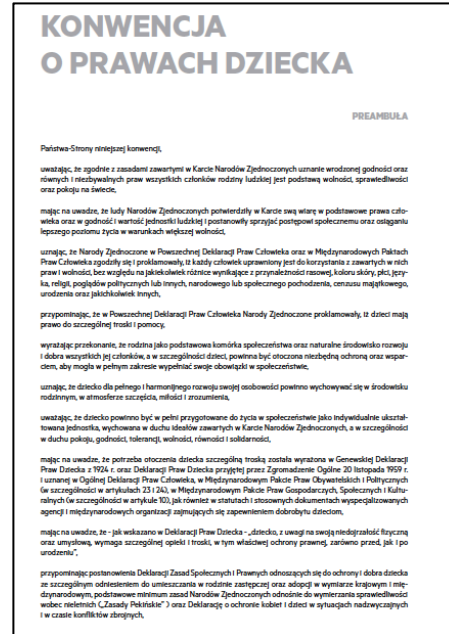 KONWENCJA
O PRAWACH DZIECKA
PREAMBUŁA
Państwa-Strony niniejszej konwencji,
uważając, że zgodnie z zasadami zawartymi w Karcie Narodów Zjednoczonych uznanie wrodzonej godności oraz
równych i niezbywalnych praw wszystkich członków rodziny ludzkiej jest podstawą wolności, sprawiedliwości
oraz pokoju na świecie,
mając na uwadze, że ludy Narodów Zjednoczonych potwierdziły w Karcie swą wiarę w podstawowe prawa czło-
wieka oraz w godność i wartość jednostki ludzkiej i postanowiły sprzyjać postępowi społecznemu oraz osiąganiu
lepszego poziomu życia w warunkach większej wolności,
uznając, że Narody Zjednoczone w Powszechnej Deklaracji Praw Człowieka oraz w Międzynarodowych Paktach
Praw Człowieka zgodziły się i proklamowały, iż każdy człowiek uprawniony jest do korzystania z zawartych w nich
praw i wolności, bez względu na jakiekolwiek różnice wynikające z przynależności rasowej, koloru skóry, płci, języ-
ka, religii, poglądów politycznych lub innych, narodowego lub społecznego pochodzenia, cenzusu majątkowego,
urodzenia oraz jakichkolwiek innych,
przypominając, że w Powszechnej Deklaracji Praw Człowieka Narody Zjednoczone proklamowały, iż dzieci mają
prawo do szczególnej troski i pomocy,
wyrażając przekonanie, że rodzina jako podstawowa komórka społeczeństwa oraz naturalne środowisko rozwoju
i dobra wszystkich jej członków, a w szczególności dzieci, powinna być otoczona niezbędną ochroną oraz wspar-
ciem, aby mogła w pełnym zakresie wypełniać swoje obowiązki w społeczeństwie,
uznając, że dziecko dla pełnego i harmonijnego rozwoju swojej osobowości powinno wychowywać się w środowisku
rodzinnym, w atmosferze szczęścia, miłości i zrozumienia,
uważając, że dziecko powinno być w pełni przygotowane do życia w społeczeństwie jako indywidualnie ukształ-
towana jednostka, wychowana w duchu ideałów zawartych w Karcie Narodów Zjednoczonych, a w szczególności
w duchu pokoju, godności, tolerancji, wolności, równości i solidarności,
mając na uwadze, że potrzeba otoczenia dziecka szczególną troską została wyrażona w Genewskiej Deklaracji
Praw Dziecka z 1924 r. oraz Deklaracji Praw Dziecka przyjętej przez Zgromadzenie Ogólne 20 listopada 1959 r.
i uznanej w Ogólnej Deklaracji Praw Człowieka, w Międzynarodowym Pakcie Praw Obywatelskich i Politycznych
(w szczególności w artykułach 23 i 24), w Międzynarodowym Pakcie Praw Gospodarczych, Społecznych i Kultu-
ralnych (w szczególności w artykule 10), jak również w statutach i stosownych dokumentach wyspecjalizowanych
agencji i międzynarodowych organizacji zajmujących się zapewnieniem dobrobytu dzieciom,
mając na uwadze, że - jak wskazano w Deklaracji Praw Dziecka - „dziecko, z uwagi na swoją niedojrzałość fizyczną
oraz umysłową, wymaga szczególnej opieki i troski, w tym właściwej ochrony prawnej, zarówno przed, jak i po
urodzeniu",
przypominając postanowienia Deklaracji Zasad Społecznych i Prawnych odnoszących się do ochrony i dobra dziecka
ze szczególnym odniesieniem do umieszczania w rodzinie zastępczej oraz adopcji w wymiarze krajowym i mię-
dzynarodowym, podstawowe minimum zasad Narodów Zjednoczonych odnośnie do wymierzania sprawiedliwości
wobec nieletnich („Zasady Pekińskie" ) oraz Deklarację o ochronie kobiet i dzieci w sytuacjach nadzwyczajnych
i w czasie konfliktów zbrojnych,